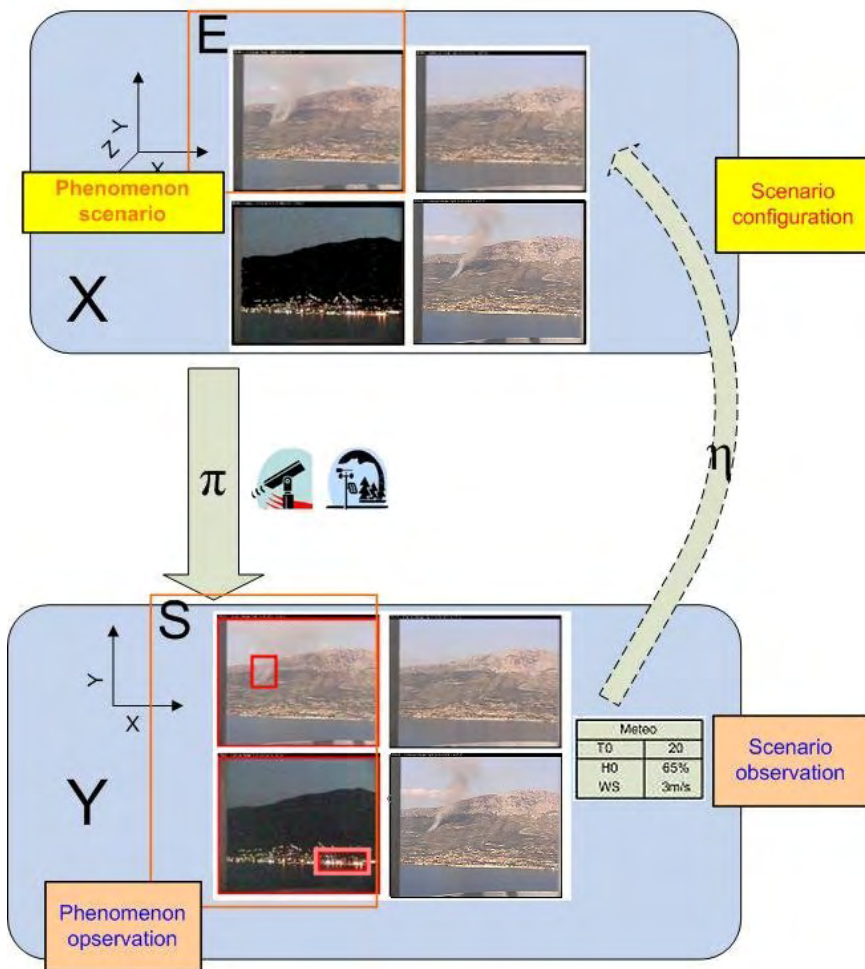 E
Y
Z
X
Phenomenon
scenario
Scenario
configuration
X
π
η
S
Y
X
Meteo
T0 20
H0 65%
WS 3m/s
Scenario
observation
Y
Phenomenon
opservation